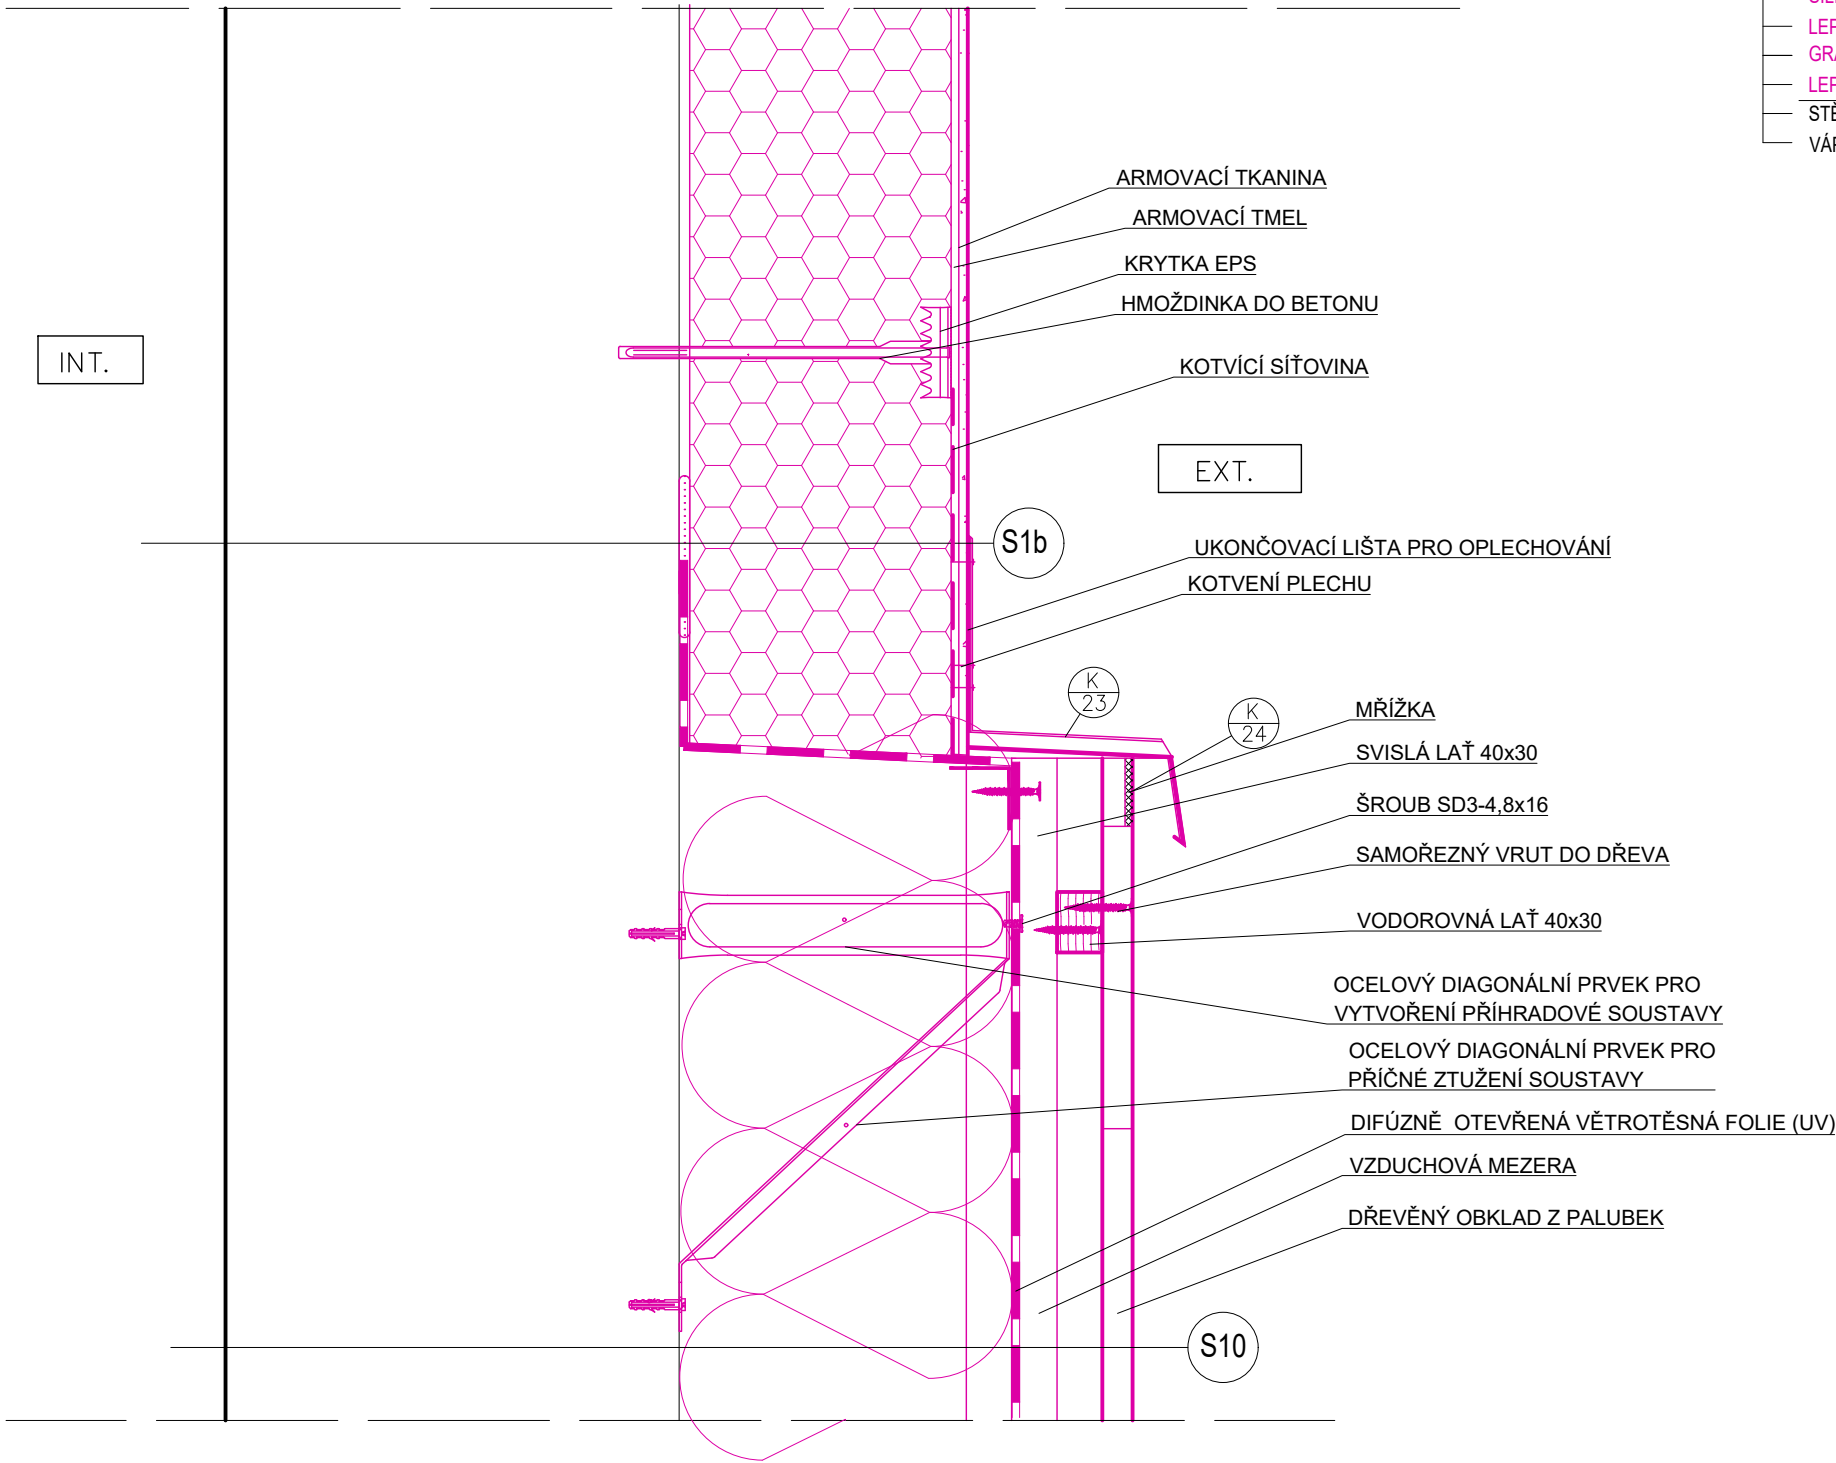 ARMOVACÍ TKANINA
ARMOVACÍ TMEL
KRYTKA EPS
HMOŽDINKA DO BETONU
INT.
KOTVÍCÍ SÍŤOVINA
EXT.
S1b
UKONČOVACÍ LIŠTA PRO OPLECHOVÁNÍ
KOTVENÍ PLECHU
K
23
K
24
MŘÍŽKA
SVISLÁ LAŤ 40x30
ŠROUB SD3-4,8x16
SAMOŘEZNÝ VRUT DO DŘEVA
VODOROVNÁ LAŤ 40x30
OCELOVÝ DIAGONÁLNÍ PRVEK PRO
VYTVOŘENÍ PŘÍHRADOVÉ SOUSTAVY
OCELOVÝ DIAGONÁLNÍ PRVEK PRO
PŘÍČNÉ ZTUŽENÍ SOUSTAVY
DIFÚZNĚ OTEVŘENÁ VĚTROTĚSNÁ FOLIE (UV)
VZDUCHOVÁ MEZERA
DŘEVĚNÝ OBKLAD Z PALUBEK
S10